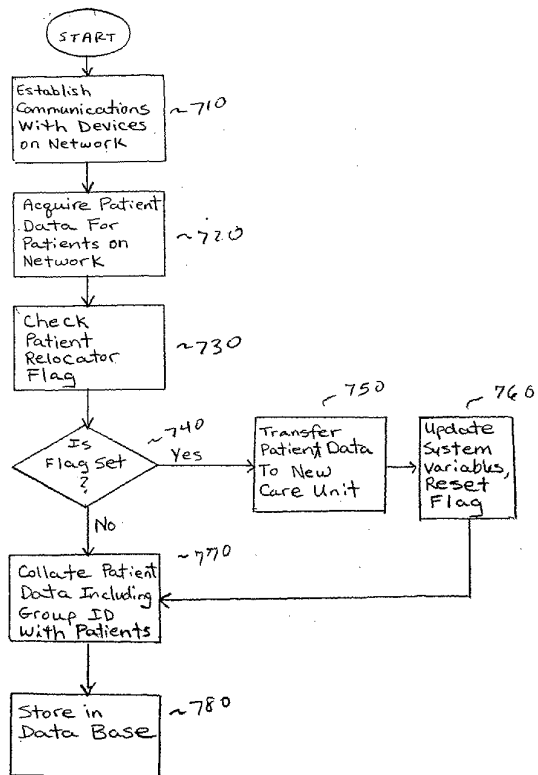 START
Establish
Communications
With Devices
on Network
~710
Acquire Patient
Data For
Patients on
Network
~720
Check
Patient
Relocator
Flag
~730
Is
Flag Set
?
~740
Yes
No
Transfer
Patient Data
To New
Care Unit
~750
Update
System
Variables,
Reset
Flag
~760
Collate Patient
Data Including
Group ID
With Patients
~770
Store in
Data Base
~780